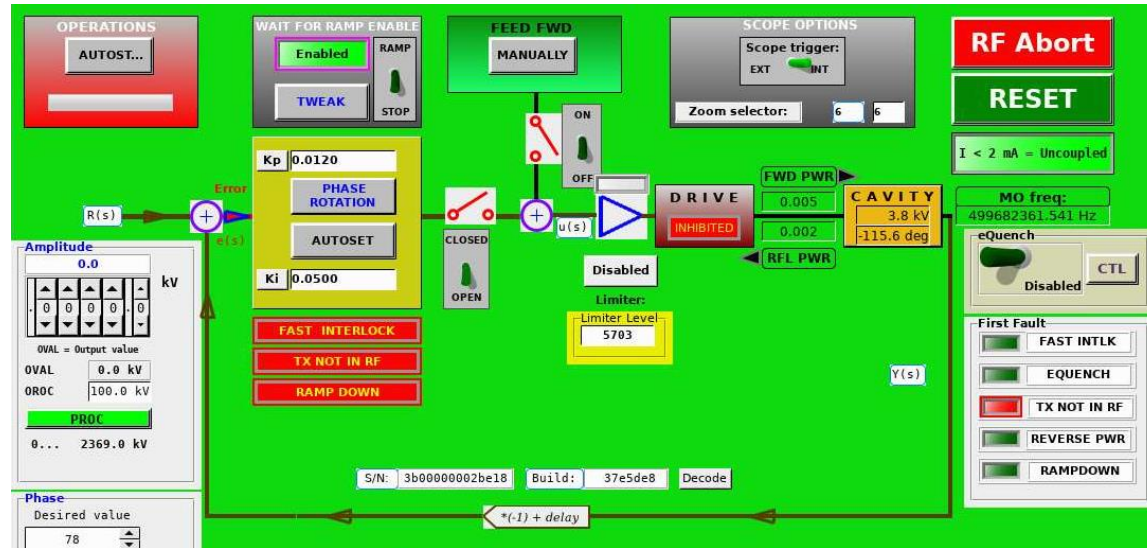 OPERATIONS
AUTOST...
WAIT FOR RAMP ENABLE
Enabled
RAMP
TWEAK
STOP
FEED FWD
MANUALLY
SCOPE OPTIONS
Scope trigger:
EXT INT
Zoom selector: 6 6
RF Abort
RESET
I < 2 mA = Uncoupled
ON
OFF
Kp 0.0120
PHASE
ROTATION
AUTOSET
Ki 0.0500
Error
R(s)
e(s)
CLOSED
OPEN
u(s)
DRIVE
INHIBITED
FWD PWR
0.005
0.002
RFL PWR
CAVITY
3.8 kV
-115.6 deg
MO freq:
499682361.541 Hz
eQuench
Disabled
CTL
Disabled
Limiter:
Limiter Level
5703
Amplitude
0.0
kV
. 0 0 0 0 . 0
OVAL = Output value
OVAL 0.0 kV
OROC 100.0 kV
PROC
0... 2369.0 kV
FAST INTERLOCK
TX NOT IN RF
RAMP DOWN
Y(s)
First Fault
FAST INTLK
EQUENCH
TX NOT IN RF
REVERSE PWR
RAMPDOWN
S/N: 3b00000002be18 Build: 37e5de8 Decode
*(-1) + delay
Phase
Desired value
78